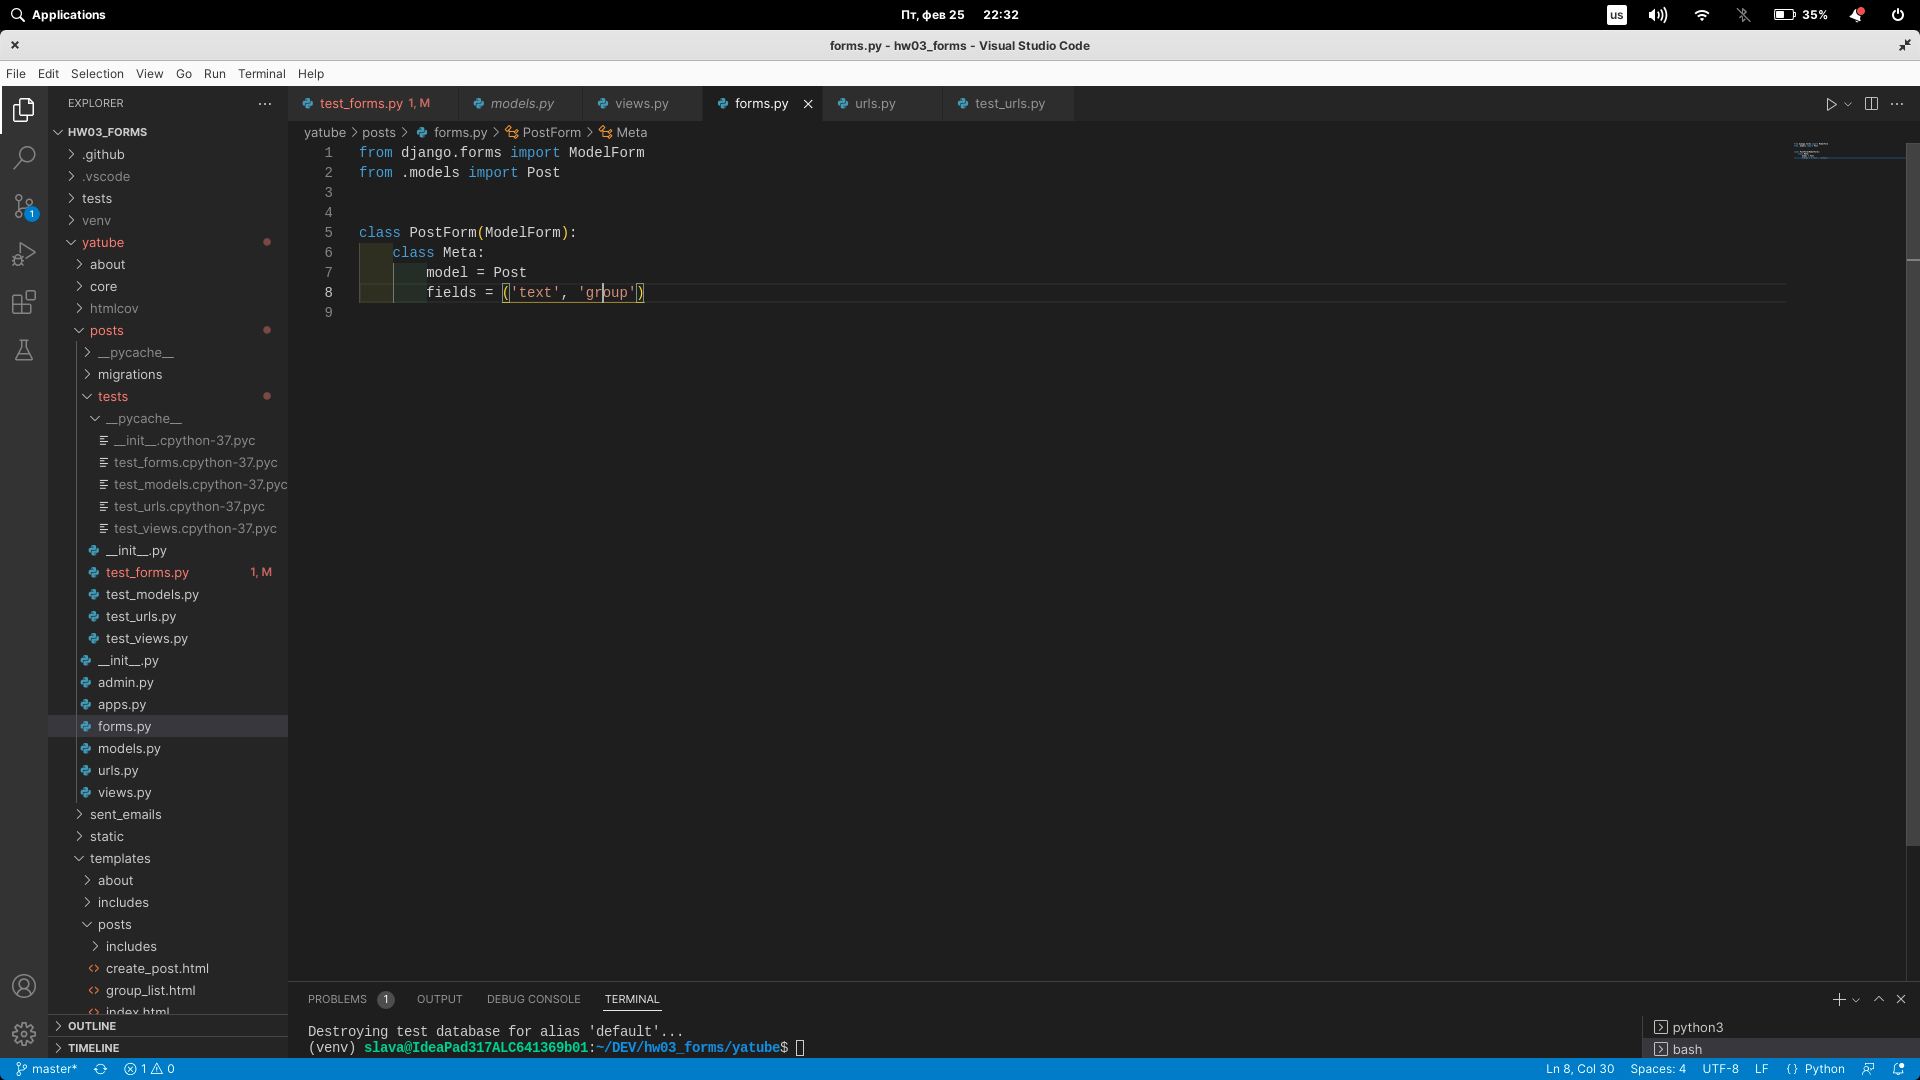 Applications
Пт, фев 25 22:32
us
35%
forms.py - hw03_forms - Visual Studio Code
File Edit Selection View Go Run Terminal Help
EXPLORER
test_forms.py 1, M
models.py
views.py
forms.py
urls.py
test_urls.py
yatube > posts > forms.py > PostForm > Meta
HW03_FORMS
.github
.vscode
tests
venv
yatube
about
core
htmlcov
posts
__pycache__
migrations
tests
__pycache__
__init__.cpython-37.pyc
test_forms.cpython-37.pyc
test_models.cpython-37.pyc
test_urls.cpython-37.pyc
test_views.cpython-37.pyc
__init__.py
test_forms.py 1, M
test_models.py
test_urls.py
test_views.py
__init__.py
admin.py
apps.py
forms.py
models.py
urls.py
views.py
sent_emails
static
templates
about
includes
posts
includes
create_post.html
group_list.html
index.html
OUTLINE
TIMELINE
1
1 from django.forms import ModelForm
2 from .models import Post
3
4
5 class PostForm(ModelForm):
6 class Meta:
7 model = Post
8 fields = ('text', 'group')
9
PROBLEMS 1 OUTPUT DEBUG CONSOLE TERMINAL
Destroying test database for alias 'default'...
(venv) slava@IdeaPad317ALC641369b01:~/DEV/hw03_forms/yatube$
python3
bash
master* 1 0
Ln 8, Col 30 Spaces: 4 UTF-8 LF { } Python